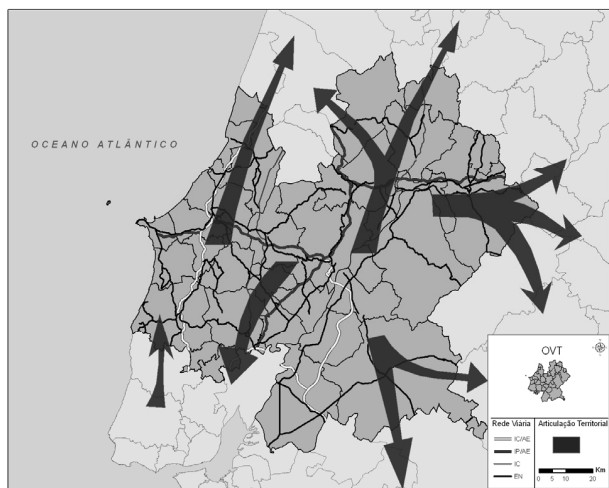 OCEANO ATLÂNTICO
OVT
Rede Viária
Articulação Territorial
IC/AE
IP/AE
IC
EN
Km
0 5 10 20